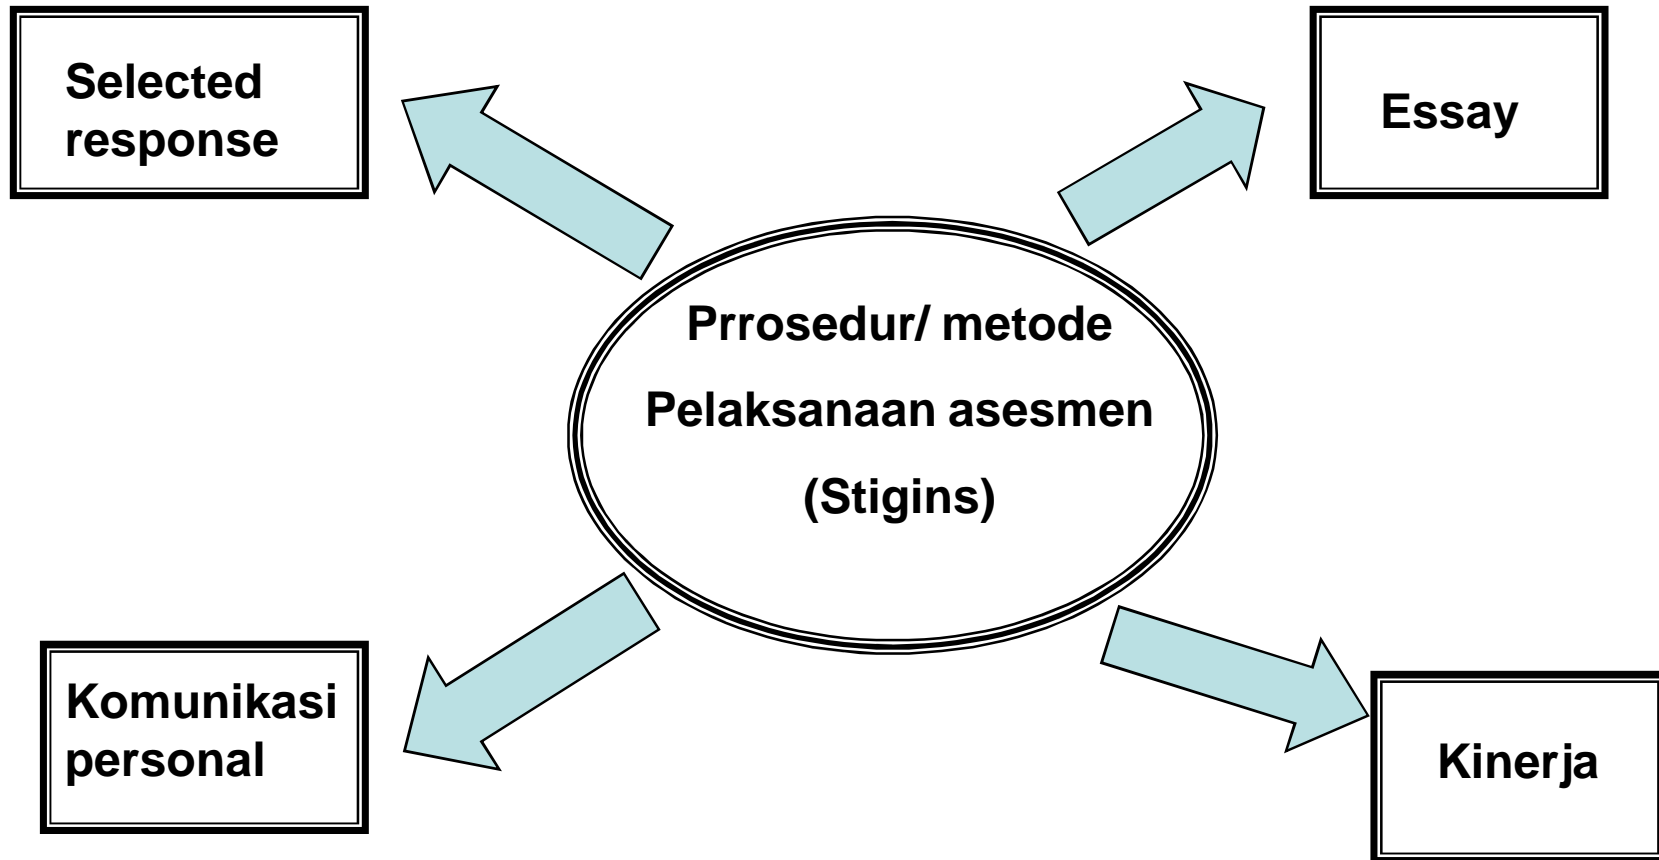 Selected
response
Essay
Prrosedur/ metode
Pelaksanaan asesmen
(Stigins)
Komunikasi
personal
Kinerja